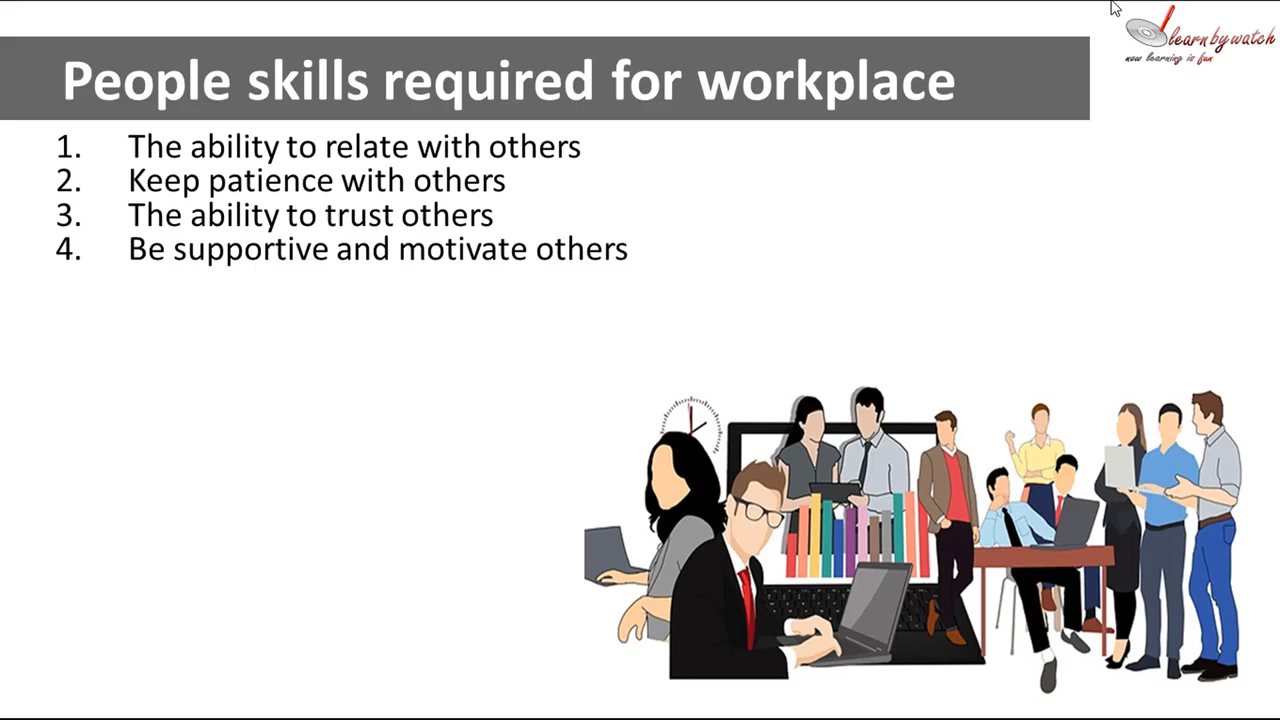 learnbywatch
now learning is fun
People skills required for workplace
1. The ability to relate with others
2. Keep patience with others
3. The ability to trust others
4. Be supportive and motivate others